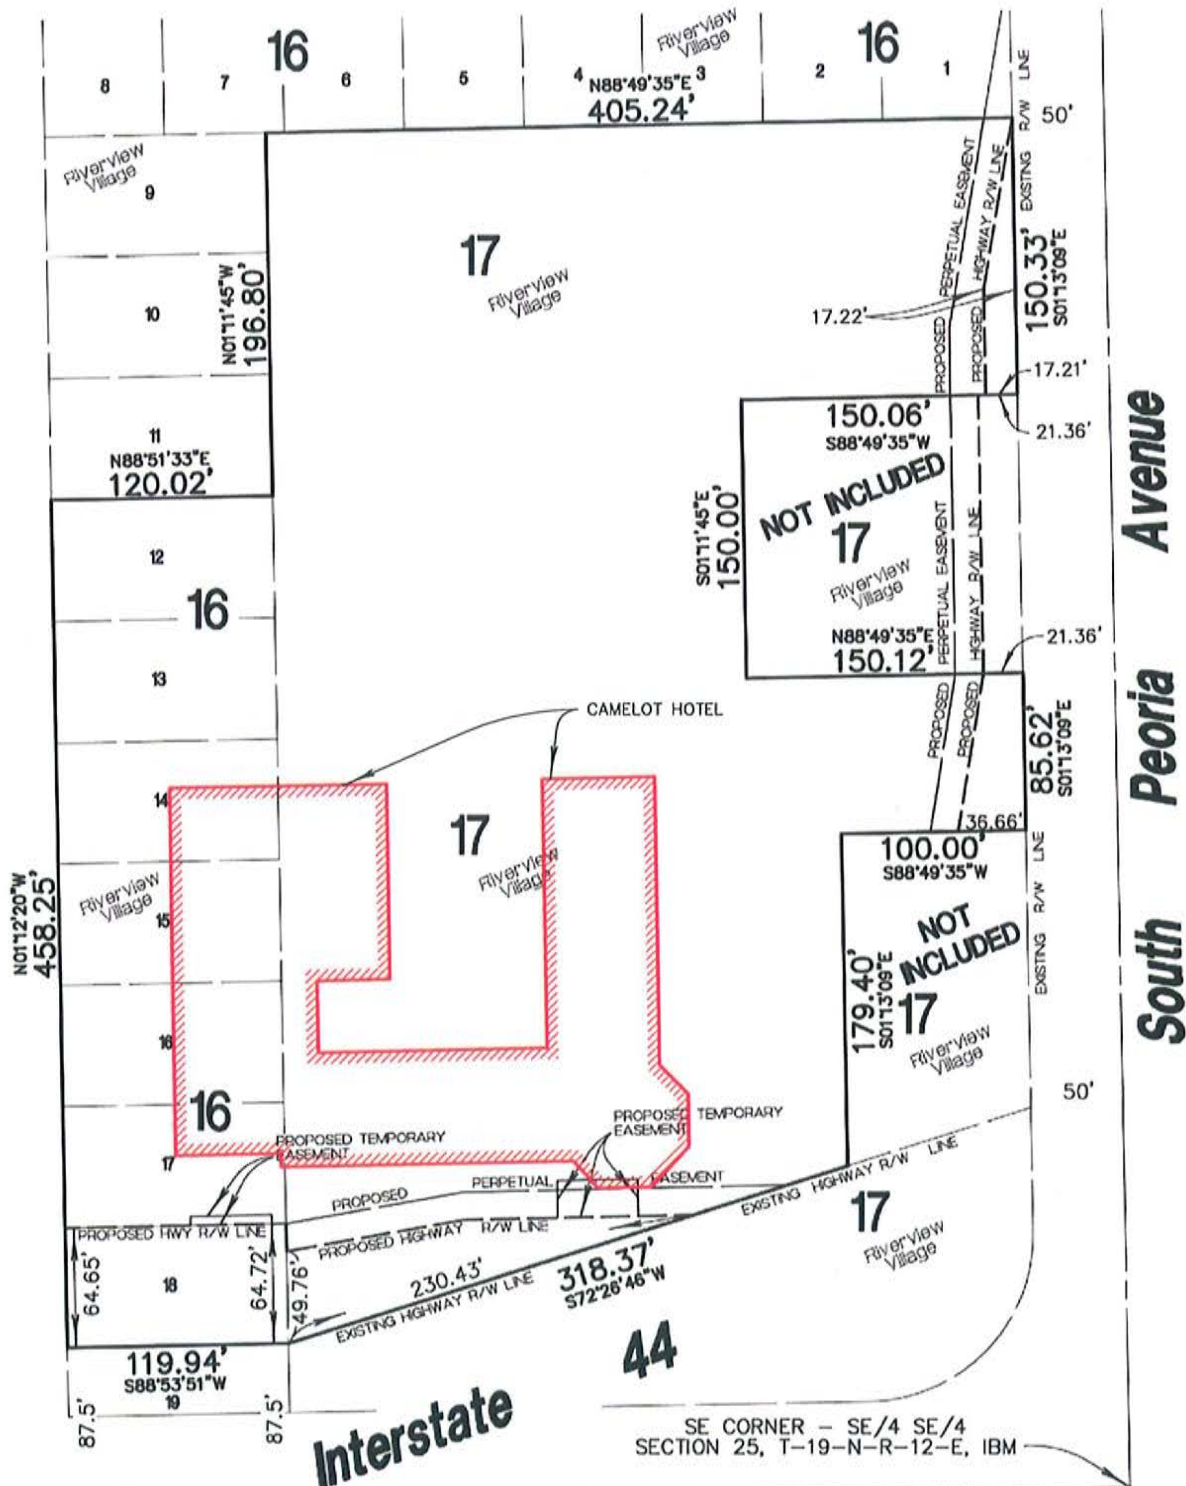 16
16
Riverview
Village
8
7
6
5
4
3
2
1
N88°49'35"E
405.24'
EXISTING R/W LINE
50'
Riverview
Village
9
10
11
N01°11'45"W
196.80'
17
Riverview
Village
PROPOSED PERPETUAL EASEMENT
PROPOSED HIGHWAY R/W LINE
150.33'
S01°13'09"E
17.22'
17.21'
21.36'
N88°51'33"E
120.02'
150.06'
S88°49'35"W
NOT INCLUDED
17
Riverview
Village
S01°11'45"E
150.00'
PERPETUAL EASEMENT
HIGHWAY R/W LINE
N88°49'35"E
150.12'
21.36'
12
16
13
CAMELOT HOTEL
PROPOSED
PROPOSED
85.62'
S01°13'09"E
36.66'
South Peoria Avenue
14
17
Riverview
Village
100.00'
S88°49'35"W
EXISTING R/W LINE
N01°12'20"W
458.25'
Riverview
Village
15
NOT
INCLUDED
17
Riverview
Village
179.40'
S01°13'09"E
16
16
50'
17
PROPOSED TEMPORARY
EASEMENT
PROPOSED TEMPORARY
EASEMENT
PROPOSED PERPETUAL EASEMENT
EXISTING HIGHWAY R/W LINE
17
Riverview
Village
PROPOSED HWY R/W LINE
PROPOSED HIGHWAY R/W LINE
64.65'
18
64.72'
49.76'
230.43'
EXISTING HIGHWAY R/W LINE
318.37'
S72°26'46"W
119.94'
S88°53'51"W
19
87.5'
87.5'
Interstate 44
SE CORNER - SE/4 SE/4
SECTION 25, T-19-N-R-12-E, IBM